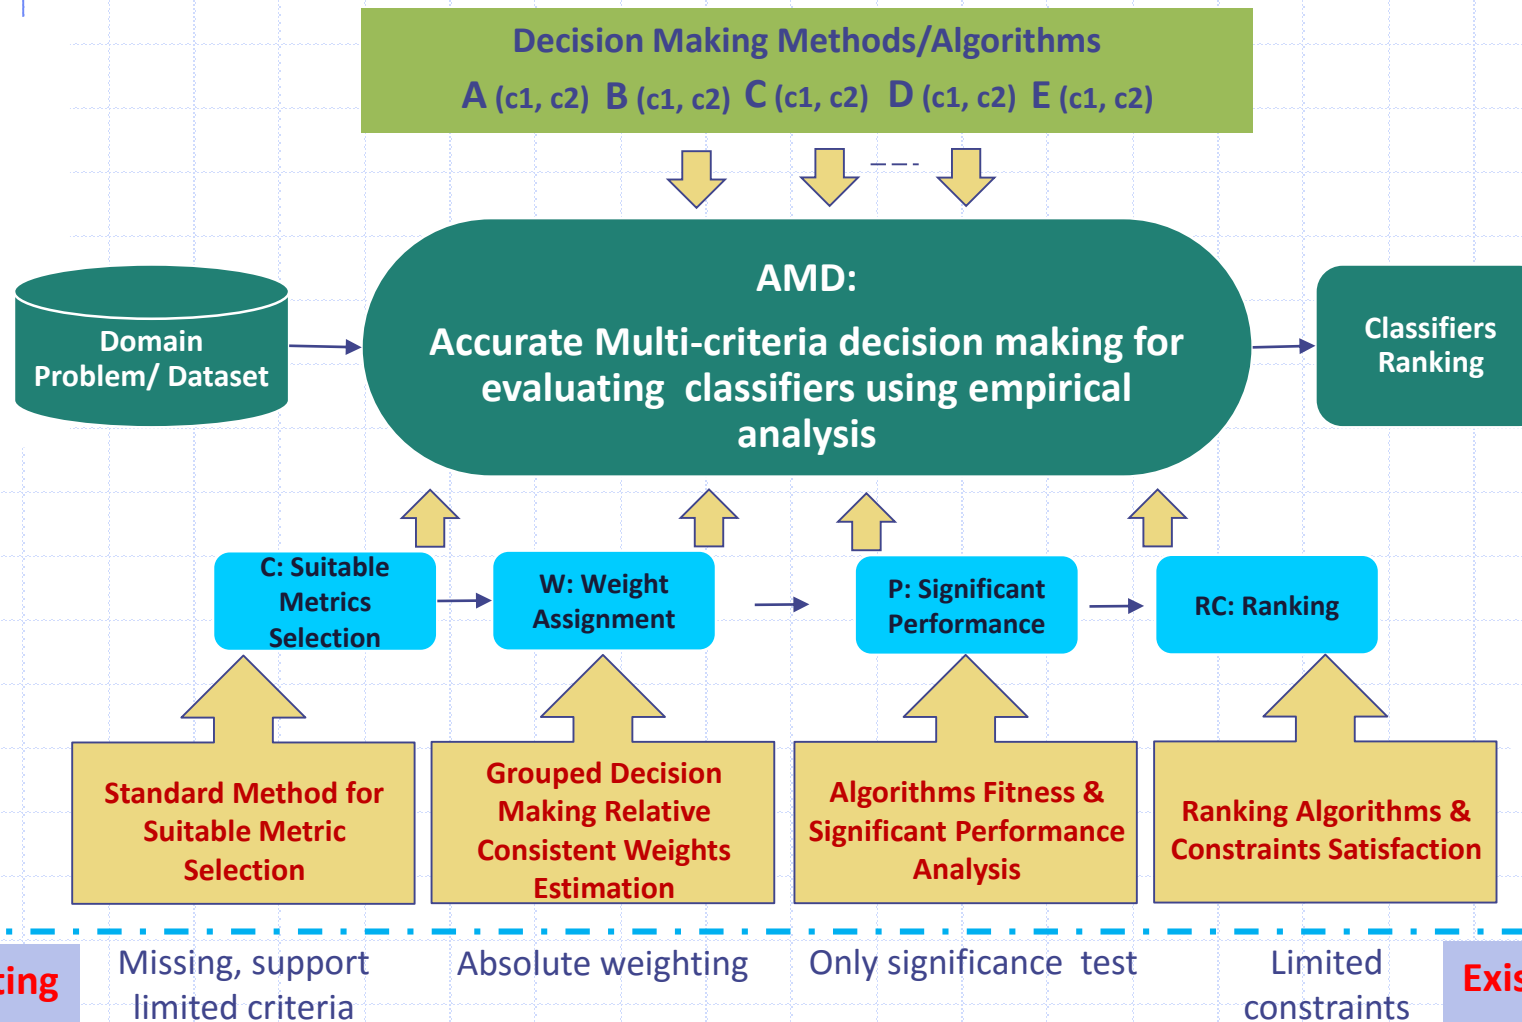 Decision Making Methods/Algorithms
A (c1, c2) B (c1, c2) C (c1, c2) D (c1, c2) E (c1, c2)
AMD:
Accurate Multi-criteria decision making for
evaluating classifiers using empirical
analysis
Domain
Problem/ Dataset
Classifiers
Ranking
C: Suitable
Metrics
Selection
W: Weight
Assignment
P: Significant
Performance
RC: Ranking
Standard Method for
Suitable Metric
Selection
Grouped Decision
Making Relative
Consistent Weights
Estimation
Algorithms Fitness &
Significant Performance
Analysis
Ranking Algorithms &
Constraints Satisfaction
ting
Missing, support
limited criteria
Absolute weighting
Only significance test
Limited
constraints
Exis